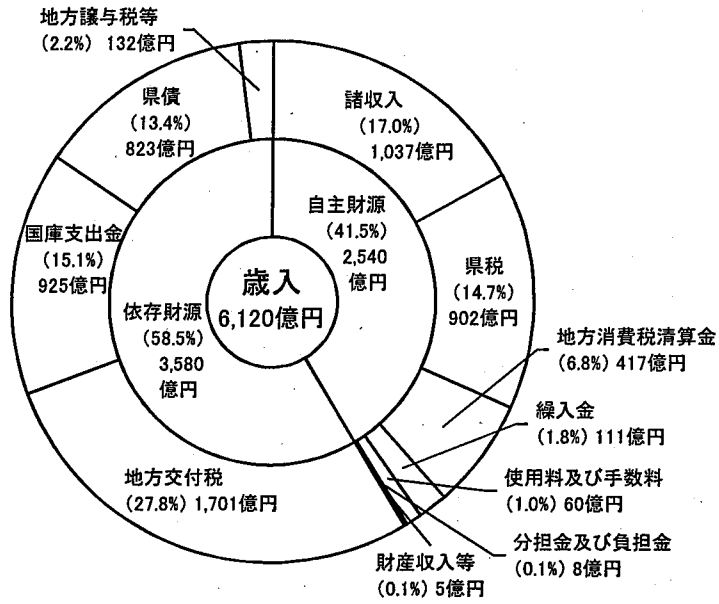 地方譲与税等
(2.2%) 132億円
県債
(13.4%)
823億円
諸収入
(17.0%)
1,037億円
国庫支出金
(15.1%)
925億円
自主財源
(41.5%)
2,540
億円
県税
(14.7%)
902億円
歳入
6,120億円
依存財源
(58.5%)
3,580
億円
地方消費税清算金
(6.8%) 417億円
繰入金
(1.8%) 111億円
地方交付税
(27.8%) 1,701億円
使用料及び手数料
(1.0%) 60億円
分担金及び負担金
(0.1%) 8億円
財産収入等
(0.1%) 5億円